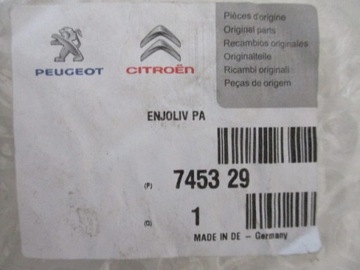 Pièces d'origine
Original parts
Recambios originales
Originalteile
Ricambi originali
Peças de origem
PEUGEOT
CITROËN
ENJOLIV PA
(P) 7453 29
(Q) 1
MADE IN DE - Germany